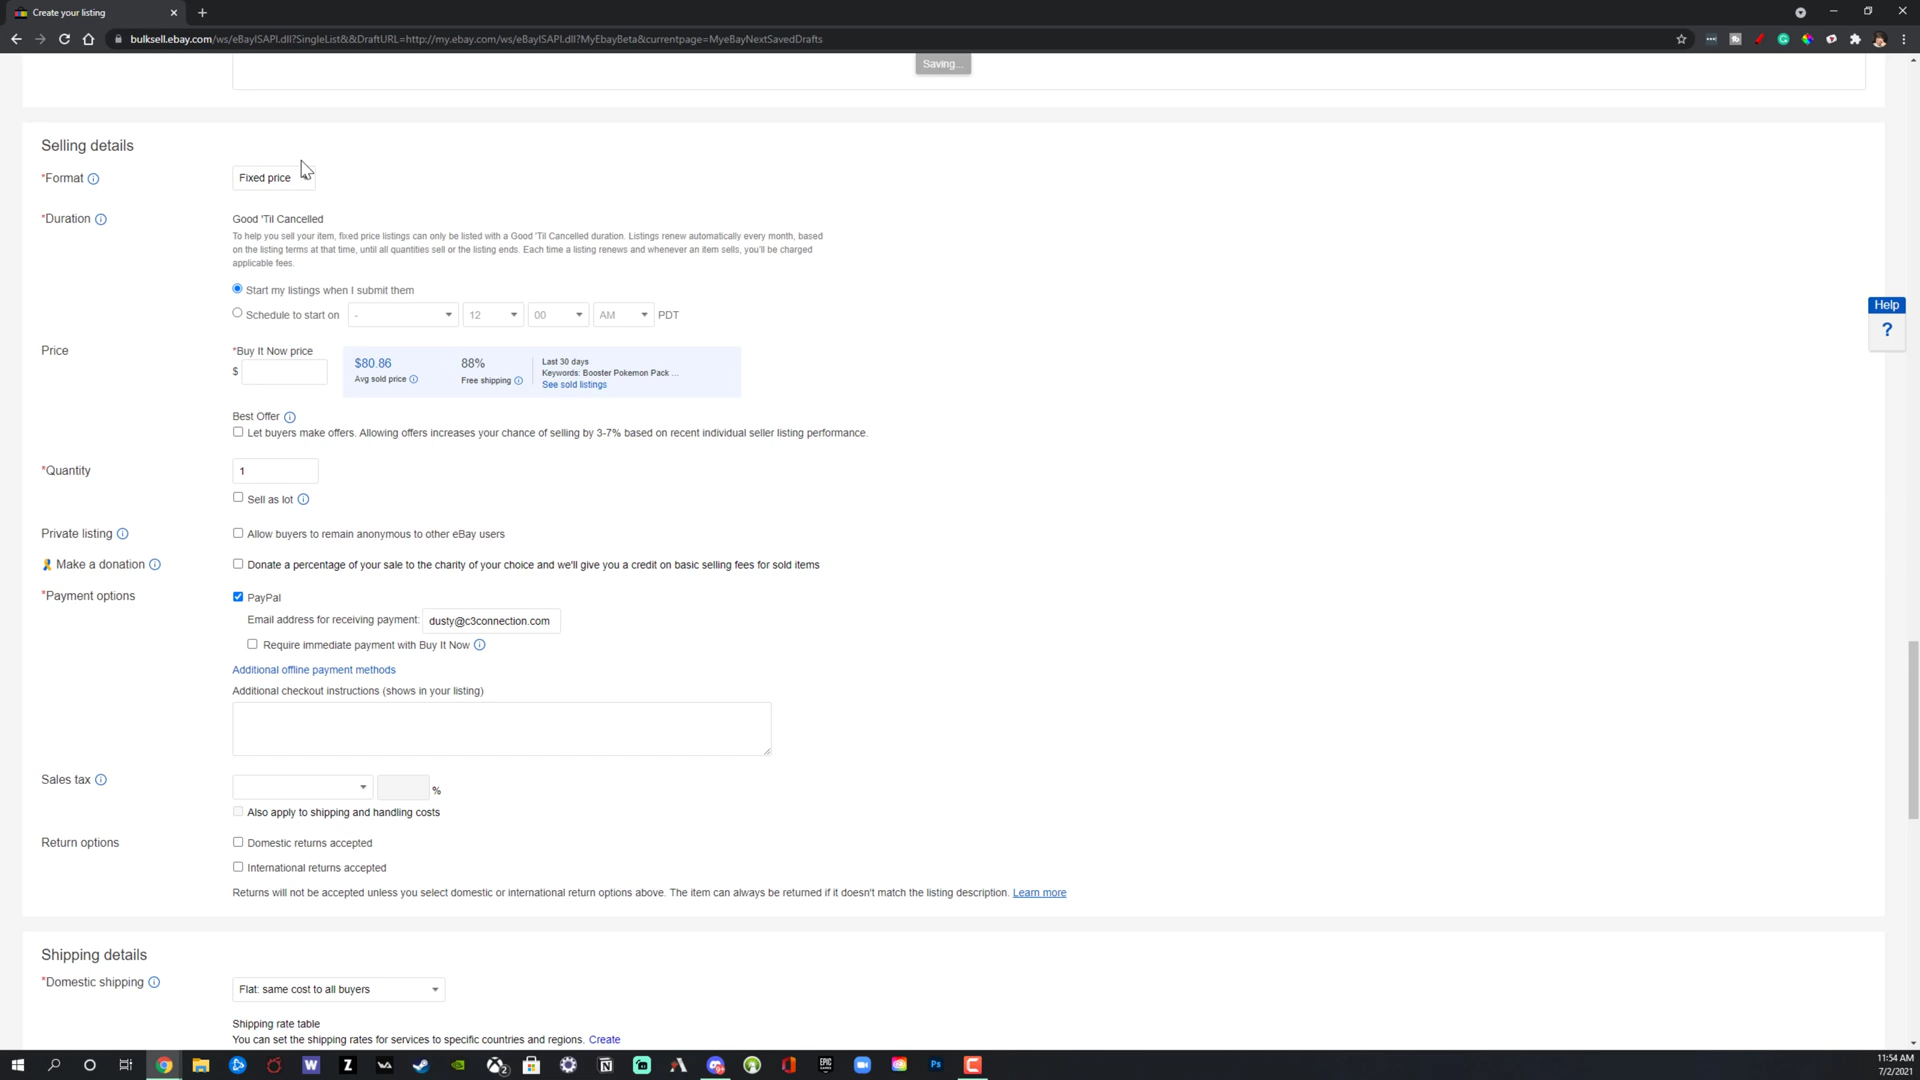 Create your listing
bulksell.ebay.com/ws/eBayISAPI.dll?SingleList&&DraftURL=http://my.ebay.com/ws/eBayISAPI.dll?MyEbayBeta&currentpage=MyeBayNextSavedDrafts
Saving...
Selling details
*Format
Fixed price
*Duration
Good 'Til Cancelled
To help you sell your item, fixed price listings can only be listed with a Good 'Til Cancelled duration. Listings renew automatically every month, based
on the listing terms at that time, until all quantities sell or the listing ends. Each time a listing renews and whenever an item sells, you'll be charged
applicable fees.
Start my listings when I submit them
Schedule to start on - 12 00 AM PDT
Help
?
Price
*Buy It Now price
$
$80.86
Avg sold price
88%
Free shipping
Last 30 days
Keywords: Booster Pokemon Pack ...
See sold listings
Best Offer
Let buyers make offers. Allowing offers increases your chance of selling by 3-7% based on recent individual seller listing performance.
*Quantity
1
Sell as lot
Private listing
Allow buyers to remain anonymous to other eBay users
Make a donation
Donate a percentage of your sale to the charity of your choice and we'll give you a credit on basic selling fees for sold items
*Payment options
PayPal
Email address for receiving payment: dusty@c3connection.com
Require immediate payment with Buy It Now
Additional offline payment methods
Additional checkout instructions (shows in your listing)
Sales tax
%
Also apply to shipping and handling costs
Return options
Domestic returns accepted
International returns accepted
Returns will not be accepted unless you select domestic or international return options above. The item can always be returned if it doesn't match the listing description. Learn more
Shipping details
*Domestic shipping
Flat: same cost to all buyers
Shipping rate table
You can set the shipping rates for services to specific countries and regions. Create
W
Z
Ps
11:54 AM
7/2/2021